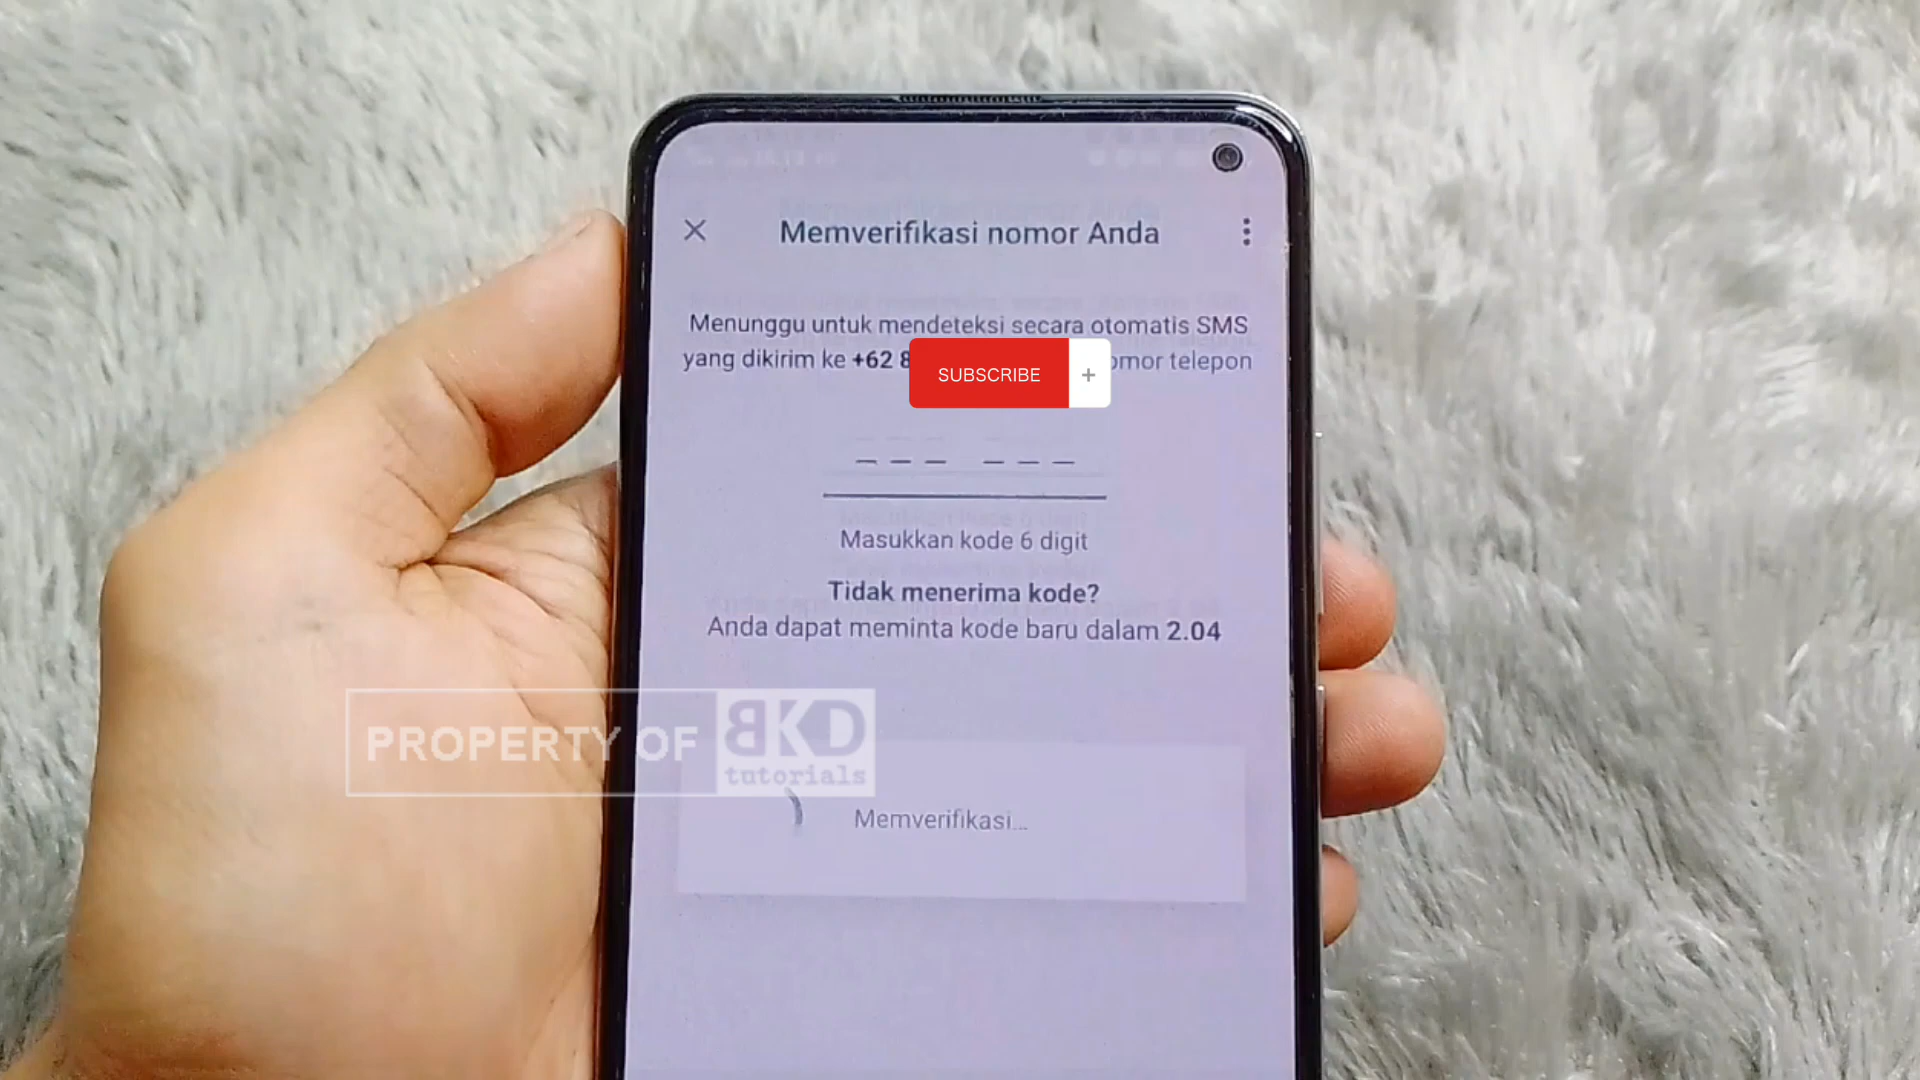 Memverifikasi nomor Anda
Menunggu untuk mendeteksi secara otomatis SMS
yang dikirim ke +62 8
omor telepon
SUBSCRIBE +
Masukkan kode 6 digit
Tidak menerima kode?
Anda dapat meminta kode baru dalam 2.04
PROPERTY OF BKD
tutorials
Memverifikasi...